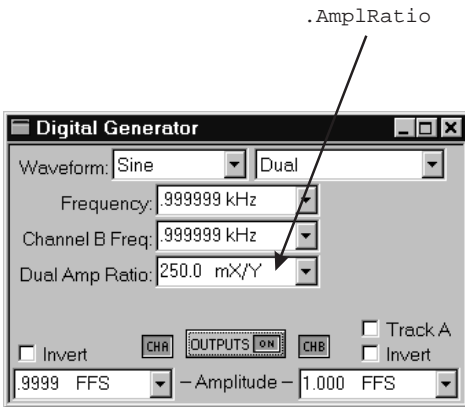 .AmplRatio
Digital Generator
Waveform: Sine Dual
Frequency: .999999 kHz
Channel B Freq: .999999 kHz
Dual Amp Ratio: 250.0 mX/Y
Track A
Invert CHA OUTPUTS ON CHB Invert
.9999 FFS – Amplitude – 1.000 FFS